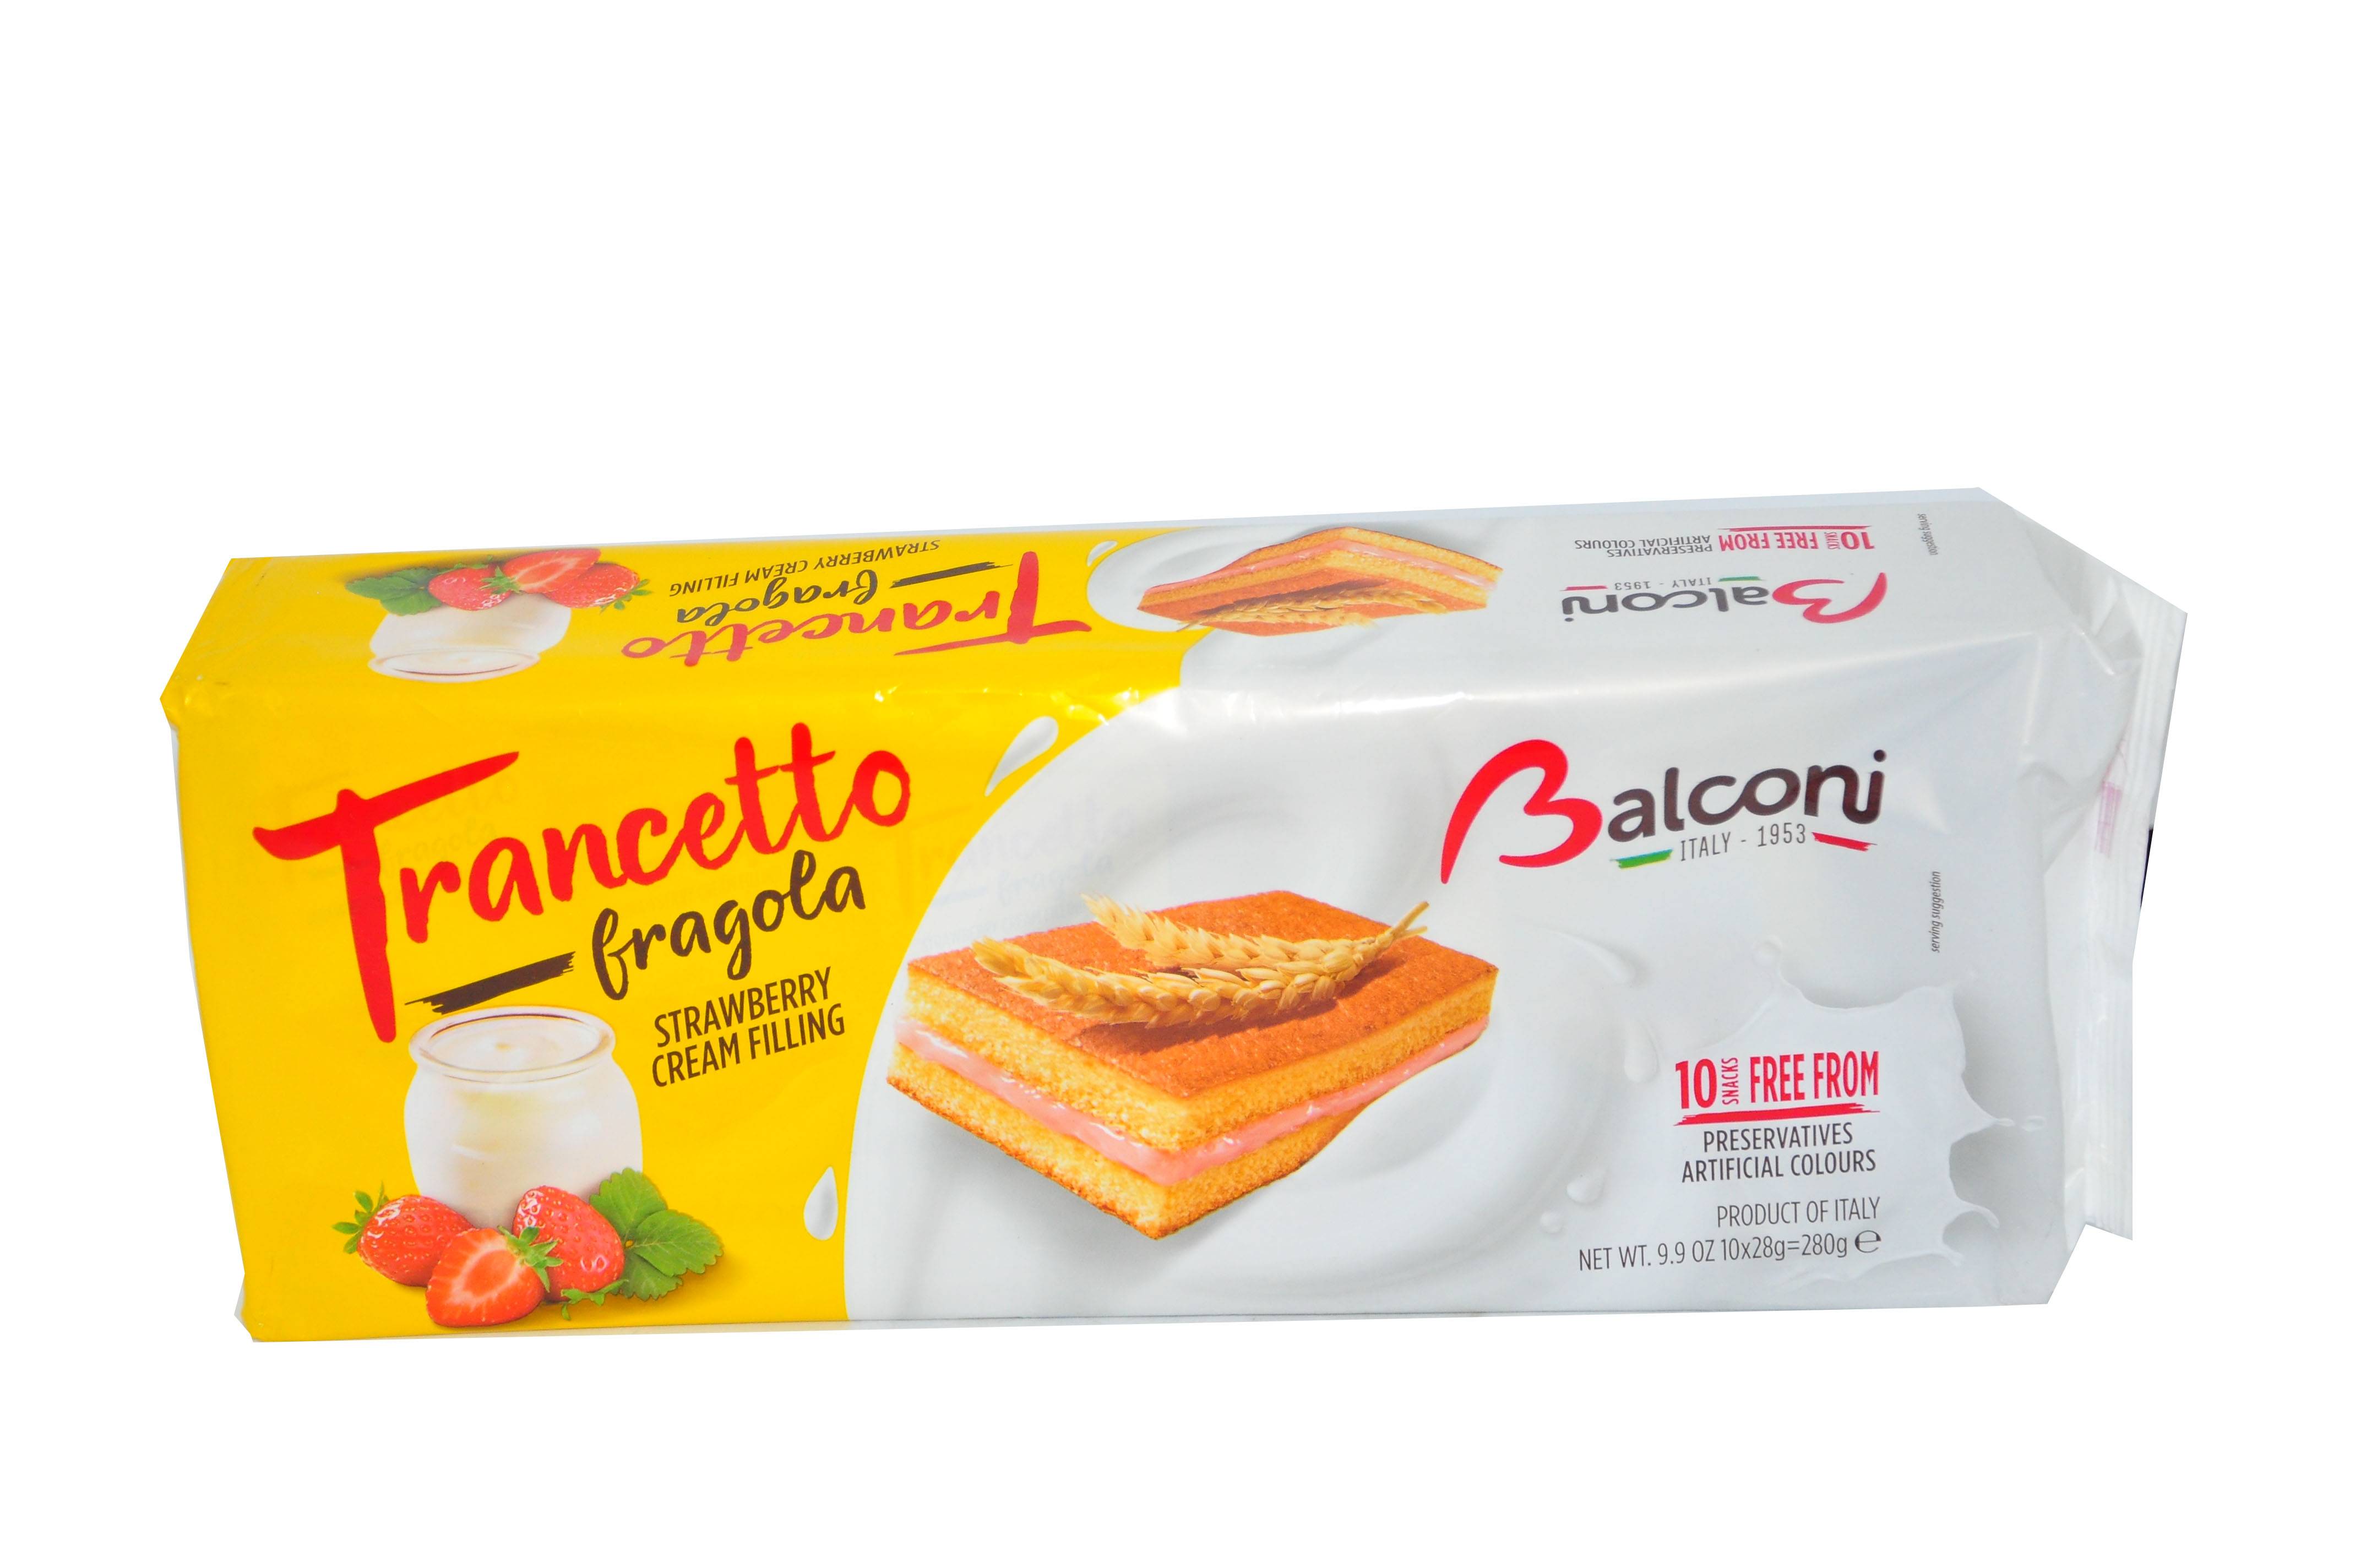 STRAWBERRY CREAM FILLING
fragola
Trancetto
10 SNACKS FREE FROM
PRESERVATIVES
ARTIFICIAL COLOURS
Balconi
ITALY - 1953
serving suggestion
Trancetto
fragola
STRAWBERRY
CREAM FILLING
Balconi
ITALY - 1953
serving suggestion
10 SNACKS FREE FROM
PRESERVATIVES
ARTIFICIAL COLOURS
PRODUCT OF ITALY
NET WT. 9.9 OZ 10x28g=280g ℮